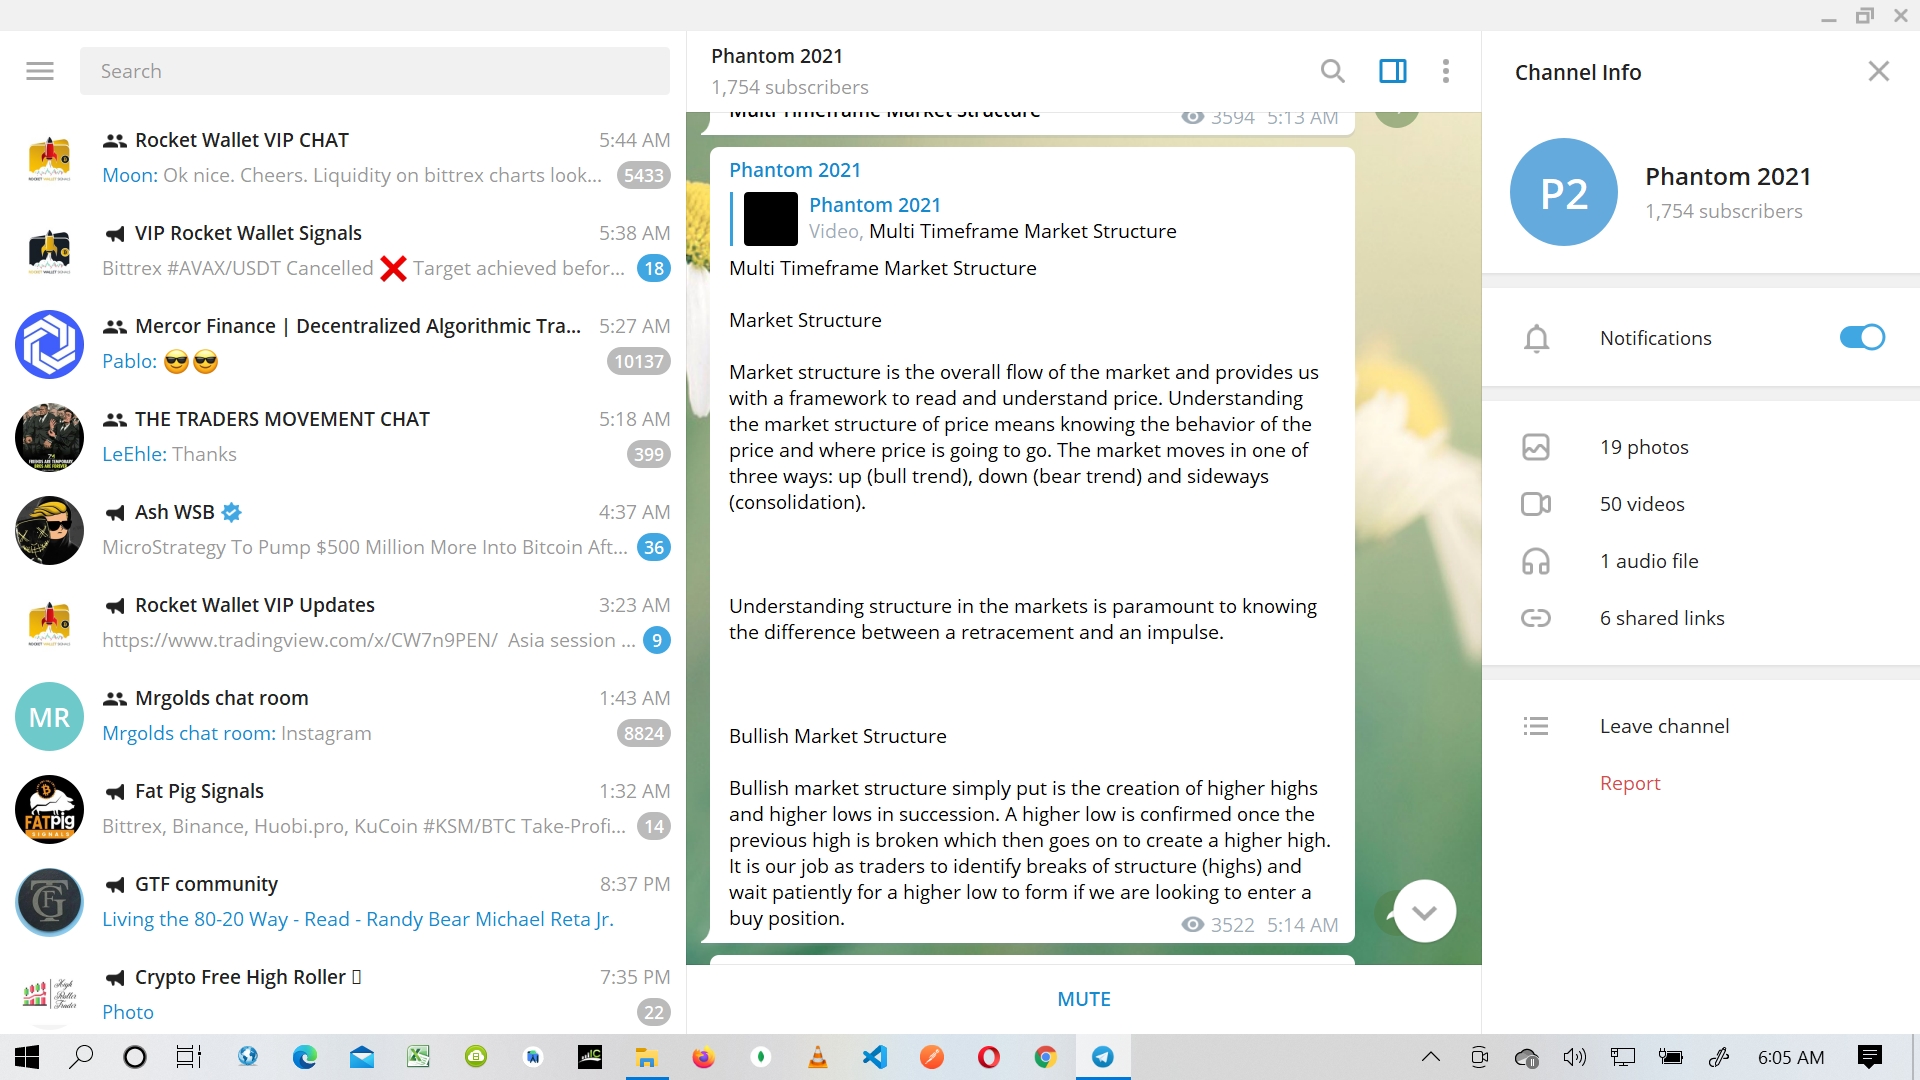 Search
Rocket Wallet VIP CHAT 5:44 AM
Moon: Ok nice. Cheers. Liquidity on bittrex charts look... 5433
VIP Rocket Wallet Signals 5:38 AM
Bittrex #AVAX/USDT Cancelled ❌ Target achieved befor... 18
Mercor Finance | Decentralized Algorithmic Tra... 5:27 AM
Pablo: 😎😎 10137
THE TRADERS MOVEMENT CHAT 5:18 AM
LeEhle: Thanks 399
Ash WSB 4:37 AM
MicroStrategy To Pump $500 Million More Into Bitcoin Aft... 36
Rocket Wallet VIP Updates 3:23 AM
https://www.tradingview.com/x/CW7n9PEN/ Asia session ... 9
MR
Mrgolds chat room 1:43 AM
Mrgolds chat room: Instagram 8824
FATPIG
SIGNALS
Fat Pig Signals 1:32 AM
Bittrex, Binance, Huobi.pro, KuCoin #KSM/BTC Take-Profi... 14
GTF community 8:37 PM
Living the 80-20 Way - Read - Randy Bear Michael Reta Jr.
High
Roller
Trader
Crypto Free High Roller 7:35 PM
Photo 22
Phantom 2021
1,754 subscribers
Multi Timeframe Market Structure 3594 5:13 AM
Phantom 2021
Phantom 2021
Video, Multi Timeframe Market Structure
Multi Timeframe Market Structure
Market Structure
Market structure is the overall flow of the market and provides us
with a framework to read and understand price. Understanding
the market structure of price means knowing the behavior of the
price and where price is going to go. The market moves in one of
three ways: up (bull trend), down (bear trend) and sideways
(consolidation).
Understanding structure in the markets is paramount to knowing
the difference between a retracement and an impulse.
Bullish Market Structure
Bullish market structure simply put is the creation of higher highs
and higher lows in succession. A higher low is confirmed once the
previous high is broken which then goes on to create a higher high.
It is our job as traders to identify breaks of structure (highs) and
wait patiently for a higher low to form if we are looking to enter a
buy position.
3522 5:14 AM
MUTE
Channel Info
P2
Phantom 2021
1,754 subscribers
Notifications
19 photos
50 videos
1 audio file
6 shared links
Leave channel
Report
6:05 AM